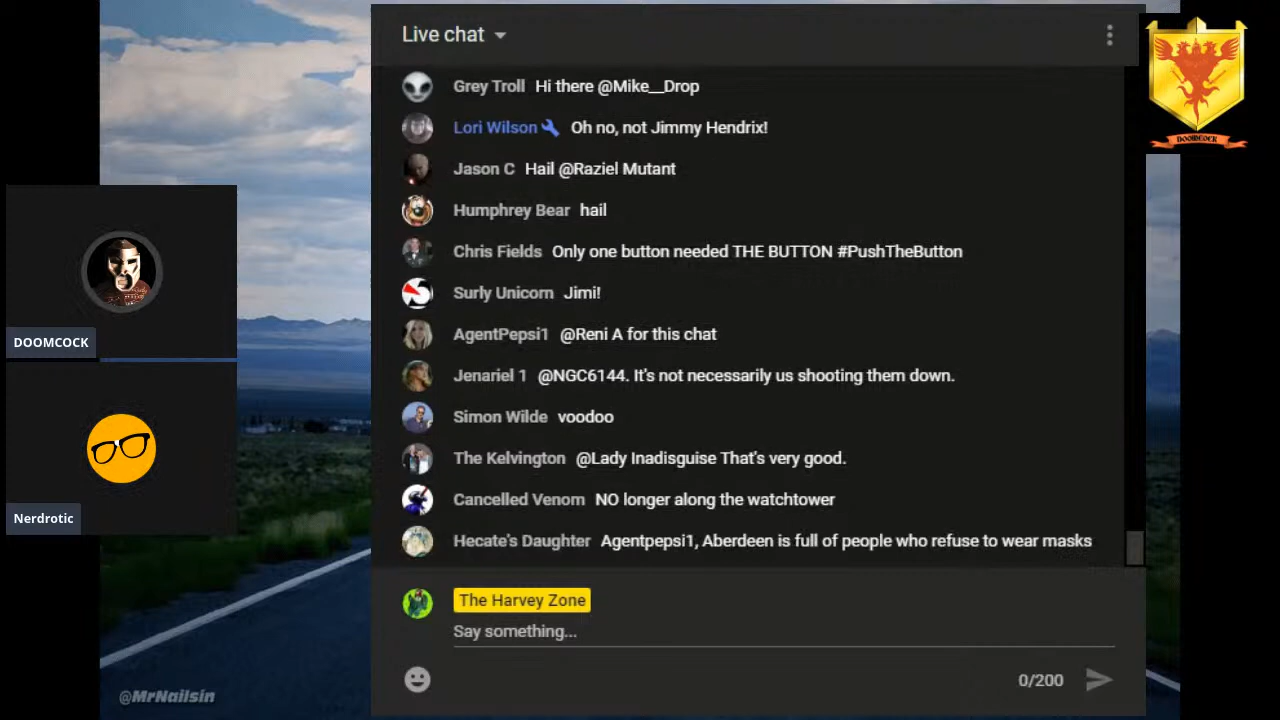 Live chat
Grey Troll Hi there @Mike__Drop
Lori Wilson Oh no, not Jimmy Hendrix!
Jason C Hail @Raziel Mutant
Humphrey Bear hail
Chris Fields Only one button needed THE BUTTON #PushTheButton
Surly Unicorn Jimi!
AgentPepsi1 @Reni A for this chat
Jenariel 1 @NGC6144. It's not necessarily us shooting them down.
Simon Wilde voodoo
The Kelvington @Lady Inadisguise That's very good.
Cancelled Venom NO longer along the watchtower
Hecate's Daughter Agentpepsi1, Aberdeen is full of people who refuse to wear masks
The Harvey Zone
Say something...
0/200
DOOMCOCK
Nerdrotic
@MrNailsin
DOOMCOCK